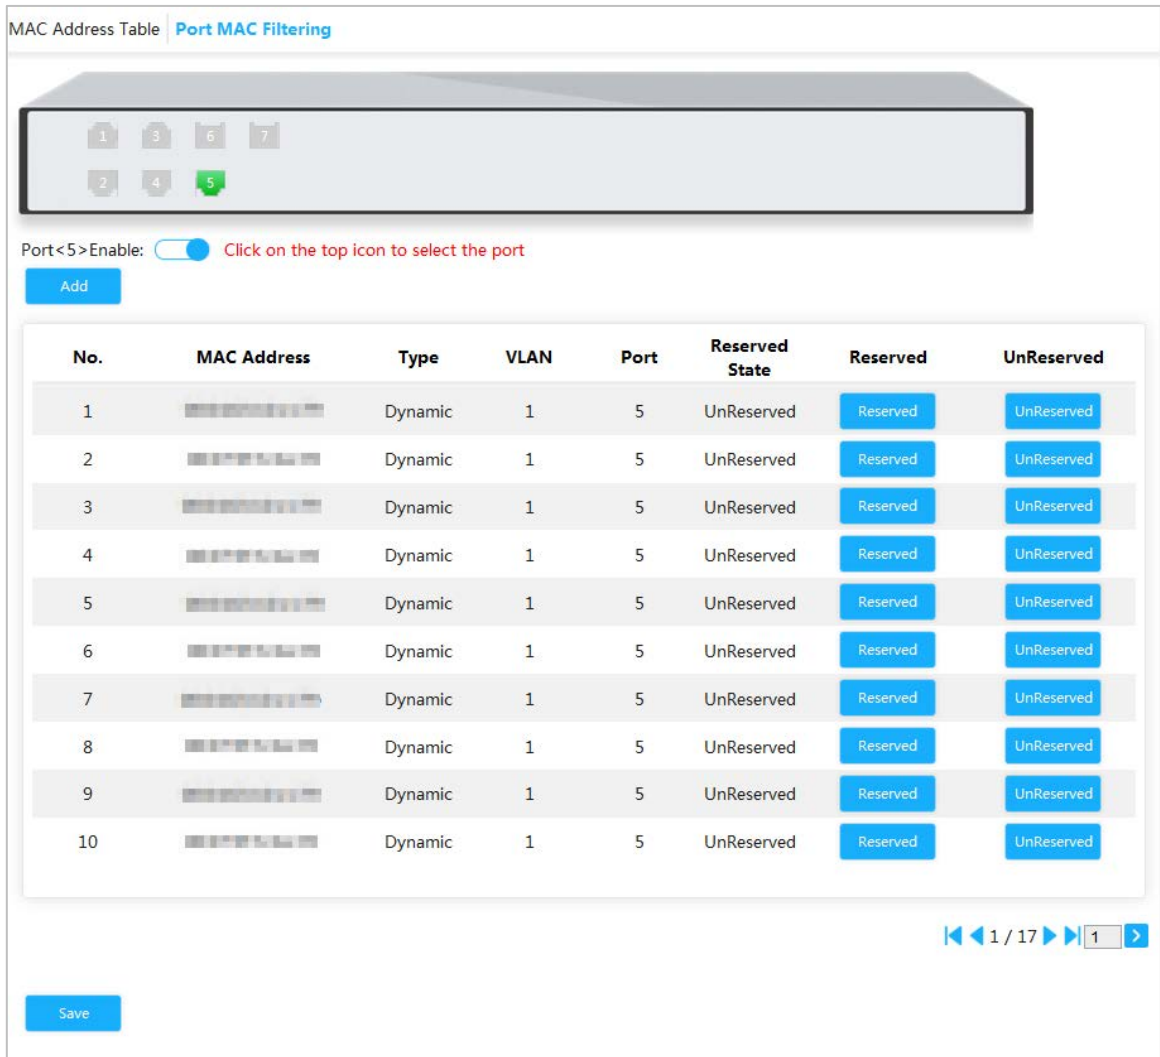 MAC Address Table Port MAC Filtering
1 3 6 7
2 4 5
Port<5>Enable: Click on the top icon to select the port
Add
No. MAC Address Type VLAN Port Reserved State Reserved UnReserved
1 Dynamic 1 5 UnReserved Reserved UnReserved
2 Dynamic 1 5 UnReserved Reserved UnReserved
3 Dynamic 1 5 UnReserved Reserved UnReserved
4 Dynamic 1 5 UnReserved Reserved UnReserved
5 Dynamic 1 5 UnReserved Reserved UnReserved
6 Dynamic 1 5 UnReserved Reserved UnReserved
7 Dynamic 1 5 UnReserved Reserved UnReserved
8 Dynamic 1 5 UnReserved Reserved UnReserved
9 Dynamic 1 5 UnReserved Reserved UnReserved
10 Dynamic 1 5 UnReserved Reserved UnReserved
1 / 17 1
Save